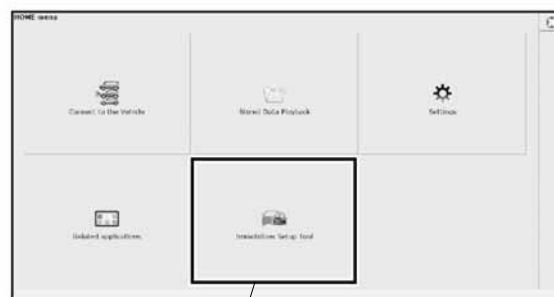 HOME menu
Connect to the Vehicle
Stored Data Playback
Settings
Related applications
Immobilizer Setup Tool